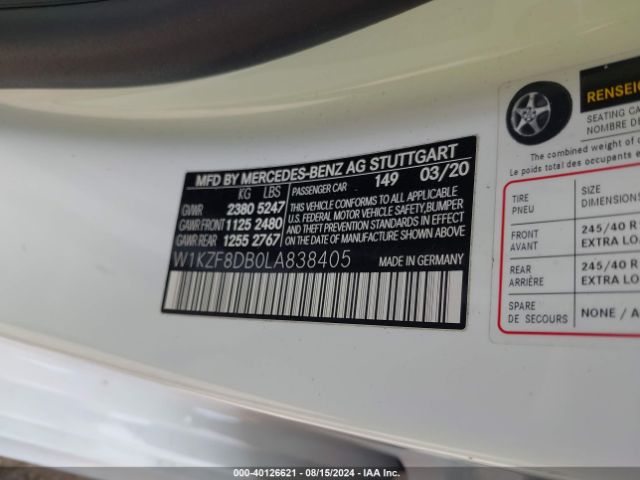 MFD BY MERCEDES-BENZ AG STUTTGART
KG LBS PASSENGER CAR 149 03/20
GVWR 2380 5247
GAWR FRONT 1125 2480
GAWR REAR 1255 2767
THIS VEHICLE CONFORMS TO ALL APPLICABLE
U.S. FEDERAL MOTOR VEHICLE SAFETY,BUMPER
AND THEFT PREVENTION STANDARDS IN EFFECT
ON THE DATE OF MANUFACTURE SHOWN ABOVE.
W1KZF8DB0LA838405 MADE IN GERMANY
RENSEIG
SEATING CA
NOMBRE DE
The combined weight of
Le poids total des occupants e
TIRE
PNEU
SIZE
DIMENSIONS
FRONT
AVANT
245/40 R
EXTRA LO
REAR
ARRIÈRE
245/40 R
EXTRA LO
SPARE
DE SECOURS
NONE / A
000-40126621 - 08/15/2024 - IAA Inc.